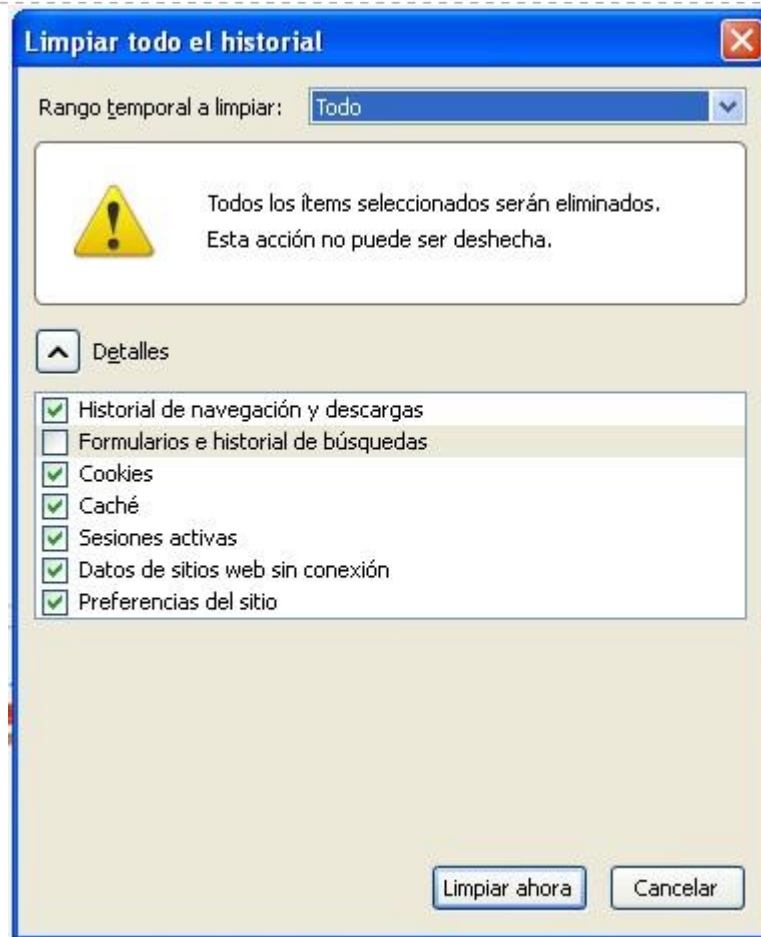 Limpiar todo el historial
Rango temporal a limpiar: Todo
Todos los ítems seleccionados serán eliminados.
Esta acción no puede ser deshecha.
Detalles
Historial de navegación y descargas
Formularios e historial de búsquedas
Cookies
Caché
Sesiones activas
Datos de sitios web sin conexión
Preferencias del sitio
Limpiar ahora Cancelar